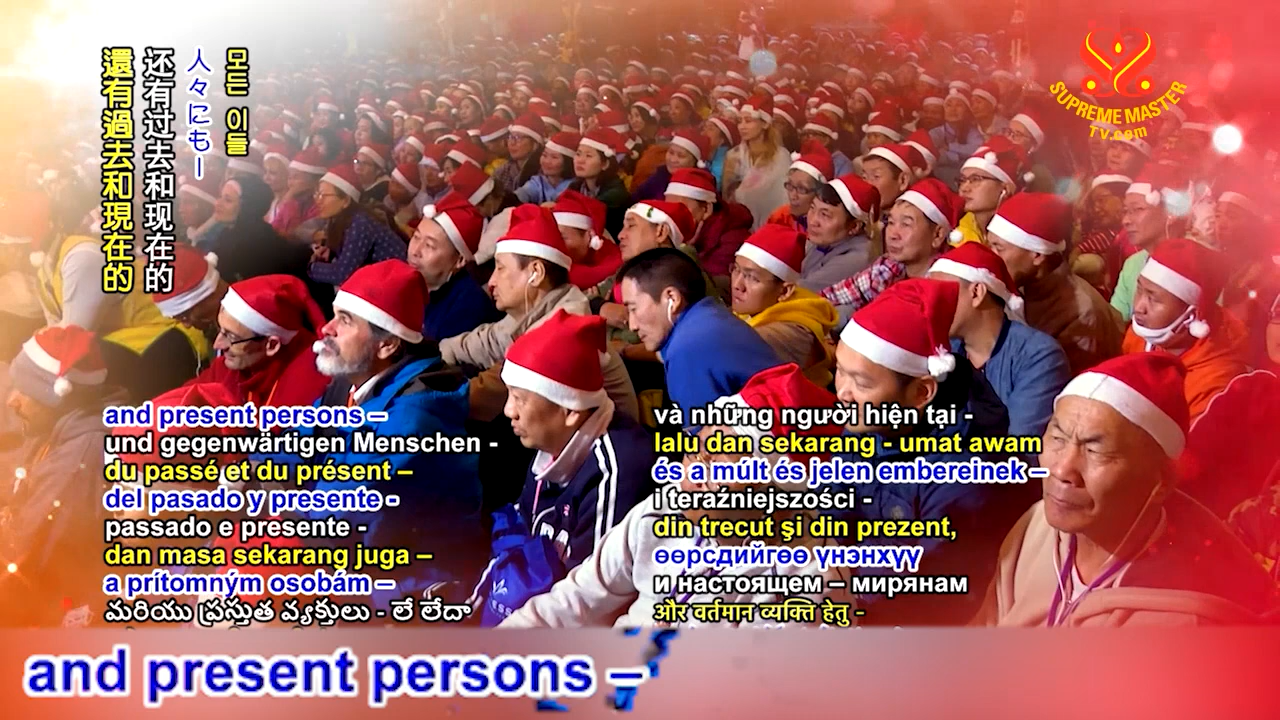 모든 이들
人々にも—
还有过去和现在的
還有過去和現在的
SUPREME MASTER
TV.com
and present persons –
und gegenwärtigen Menschen -
du passé et du présent –
del pasado y presente -
passado e presente -
dan masa sekarang juga –
a prítomným osobám –
మరియు ప్రస్తుత వ్యక్తులు - లే లేదా
và những người hiện tại -
lalu dan sekarang - umat awam
és a múlt és jelen embereinek –
i teraźniejszości -
din trecut şi din prezent,
өөрсдийгөө үнэнхүү
и настоящем – мирянам
और वर्तमान व्यक्ति हेतु -
and present persons –